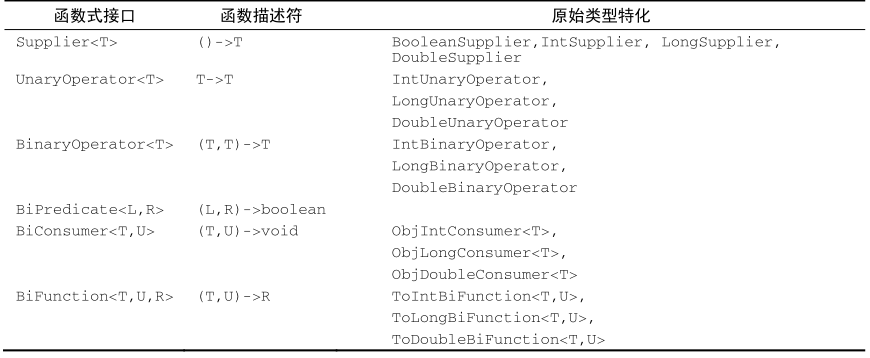 函数式接口 函数描述符 原始类型特化
Supplier<T> ()->T BooleanSupplier,IntSupplier, LongSupplier,
DoubleSupplier
UnaryOperator<T> T->T IntUnaryOperator,
LongUnaryOperator,
DoubleUnaryOperator
BinaryOperator<T> (T,T)->T IntBinaryOperator,
LongBinaryOperator,
DoubleBinaryOperator
BiPredicate<L,R> (L,R)->boolean
BiConsumer<T,U> (T,U)->void ObjIntConsumer<T>,
ObjLongConsumer<T>,
ObjDoubleConsumer<T>
BiFunction<T,U,R> (T,U)->R ToIntBiFunction<T,U>,
ToLongBiFunction<T,U>,
ToDoubleBiFunction<T,U>